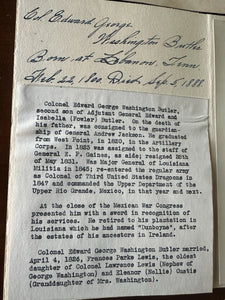 Col Edward George
Washington Butler
Born at Lebanon, Tenn
Feb. 22, 1800 Died, Sep. 5, 1888.
Colonel Edward George Washington Butler,
second son of Adjutant General Edward and
Isabella (Fowler) Butler. On the death of
his father, was consigned to the guardian-
ship of General Andrew Jackson. He graduated
from West Point, in 1820, in the Artillery
Corps. In 1823 was assigned to the staff of
General E. P. Gaines, as aide; resigned 28th
of May 1831. Was Major General of Louisiana
Militia in 1845; re-entered the regular army
as Colonel of Third United States Dragoons in
1847 and commanded the Upper Department of the
Upper Rio Grande, Mexico, in that year and next.
At the close of the Mexican War Congress
presented him with a sword in recognition of
his services. He retired to his plantation in
Louisiana which he had named "Dunboyne", after
the estates of his ancestors in Ireland.
Colonel Edward George Washington Butler married,
April 4, 1826, Frances Parke Lewis, the oldest
daughter of Colonel Lawrence Lewis (Nephew of
George Washington) and Eleanor (Nellie) Custis
(Granddaughter of Mrs. Washington).